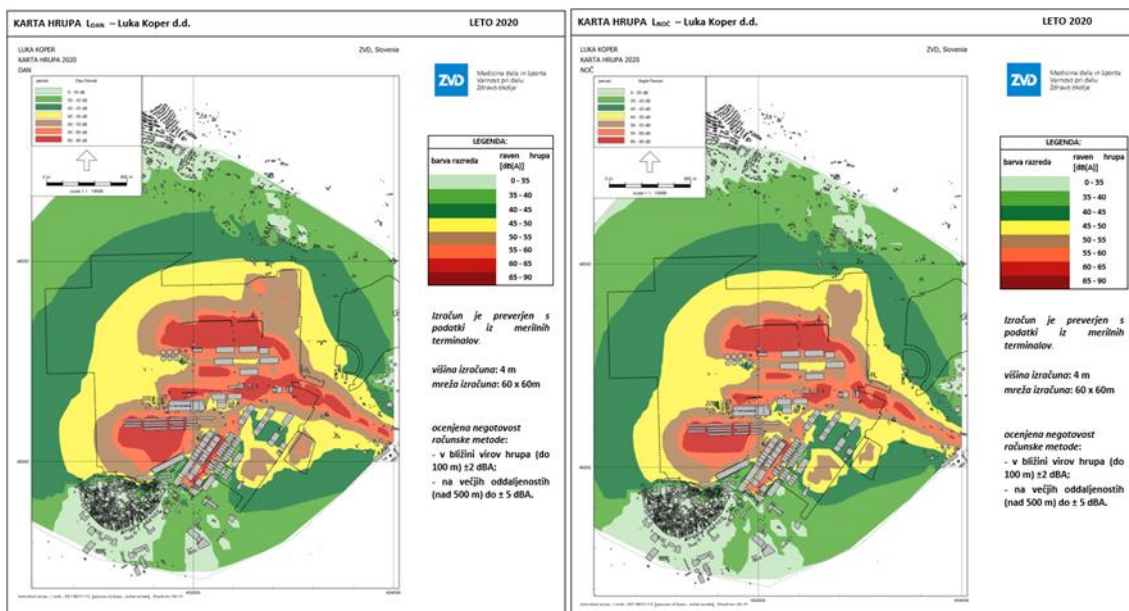 KARTA HRUPA LDAN – Luka Koper d.d. LETO 2020
LUKA KOPER
KARTA HRUPA 2020
DAN
ZVD, Slovenia
ZVD
Medicina dela in športa
Varnost pri delu
Zdravo okolje
LEGENDA:
barva razreda raven hrupa
[dB(A)]
0 - 35
35 - 40
40 - 45
45 - 50
50 - 55
55 - 60
60 - 65
65 - 90
Izračun je preverjen s
podatki iz merilnih
terminalov.
višina izračuna: 4 m
mreža izračuna: 60 x 60m
ocenjena negotovost
računske metode:
- v bližini virov hrupa (do
100 m) ±2 dBA;
- na večjih oddaljenostih
(nad 500 m) do ± 5 dBA.
KARTA HRUPA LNOČ – Luka Koper d.d. LETO 2020
LUKA KOPER
KARTA HRUPA 2020
NOČ
ZVD, Slovenia
ZVD
Medicina dela in športa
Varnost pri delu
Zdravo okolje
LEGENDA:
barva razreda raven hrupa
[dB(A)]
0 - 35
35 - 40
40 - 45
45 - 50
50 - 55
55 - 60
60 - 65
65 - 90
Izračun je preverjen s
podatki iz merilnih
terminalov.
višina izračuna: 4 m
mreža izračuna: 60 x 60m
ocenjena negotovost
računske metode:
- v bližini virov hrupa (do
100 m) ±2 dBA;
- na večjih oddaljenostih
(nad 500 m) do ± 5 dBA.